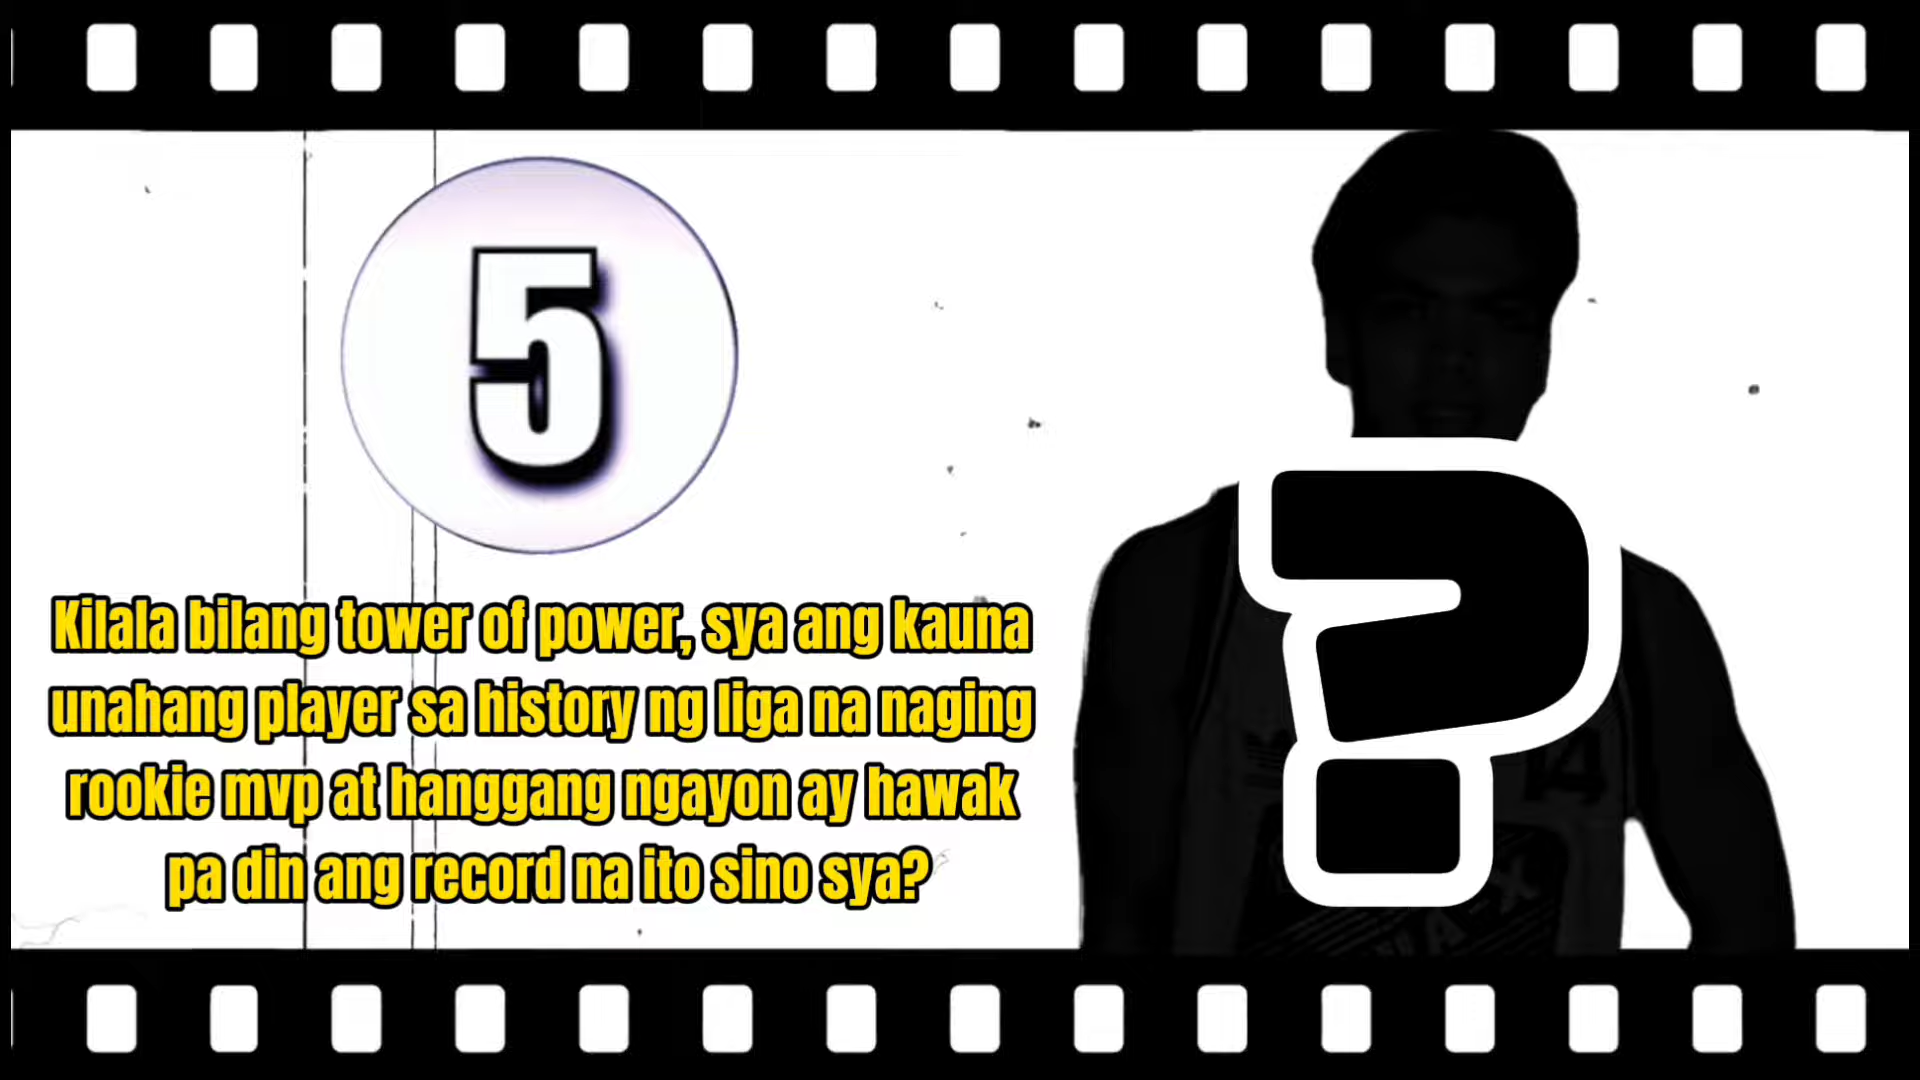 5
Kilala bilang tower of power, sya ang kauna
unahang player sa history ng liga na naging
rookie mvp at hanggang ngayon ay hawak
pa din ang record na ito sino sya?
?
14